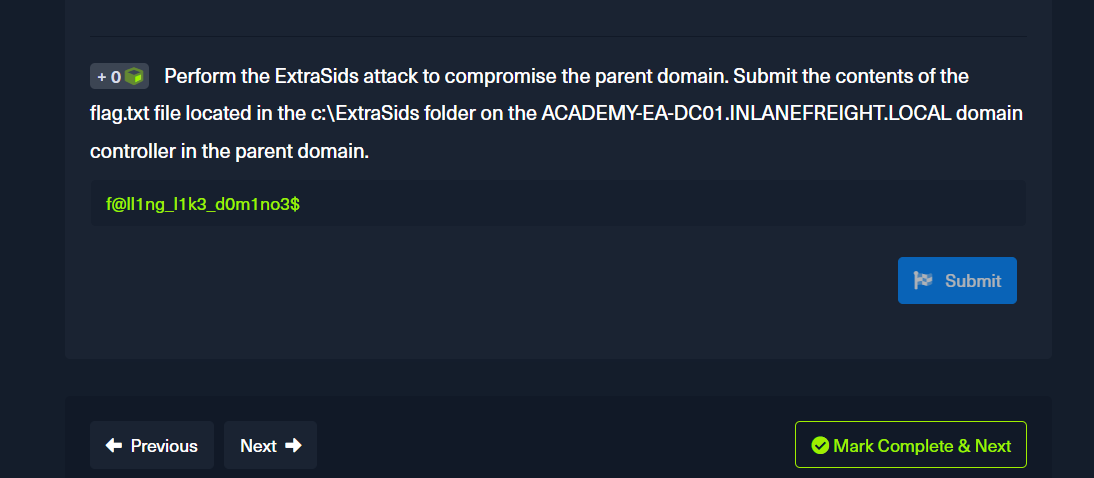 + 0 Perform the ExtraSids attack to compromise the parent domain. Submit the contents of the
flag.txt file located in the c:\ExtraSids folder on the ACADEMY-EA-DC01.INLANEFREIGHT.LOCAL domain
controller in the parent domain.
f@ll1ng_l1k3_d0m1no3$
Submit
Previous
Next
Mark Complete & Next